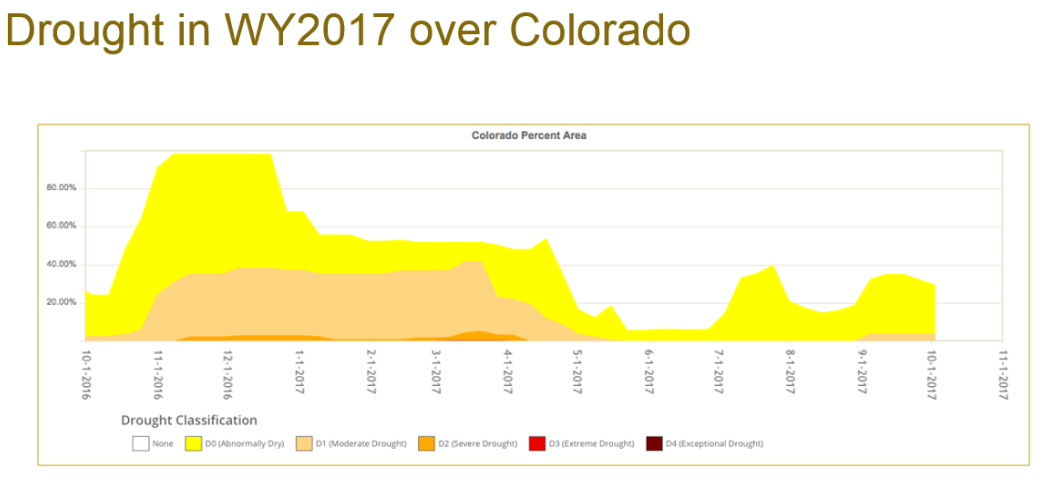 Drought in WY2017 over Colorado
Colorado Percent Area
80.00%
60.00%
40.00%
20.00%
10-1-2016 11-1-2016 12-1-2016 1-1-2017 2-1-2017 3-1-2017 4-1-2017 5-1-2017 6-1-2017 7-1-2017 8-1-2017 9-1-2017 10-1-2017 11-1-2017
Drought Classification
None D0 (Abnormally Dry) D1 (Moderate Drought) D2 (Severe Drought) D3 (Extreme Drought) D4 (Exceptional Drought)